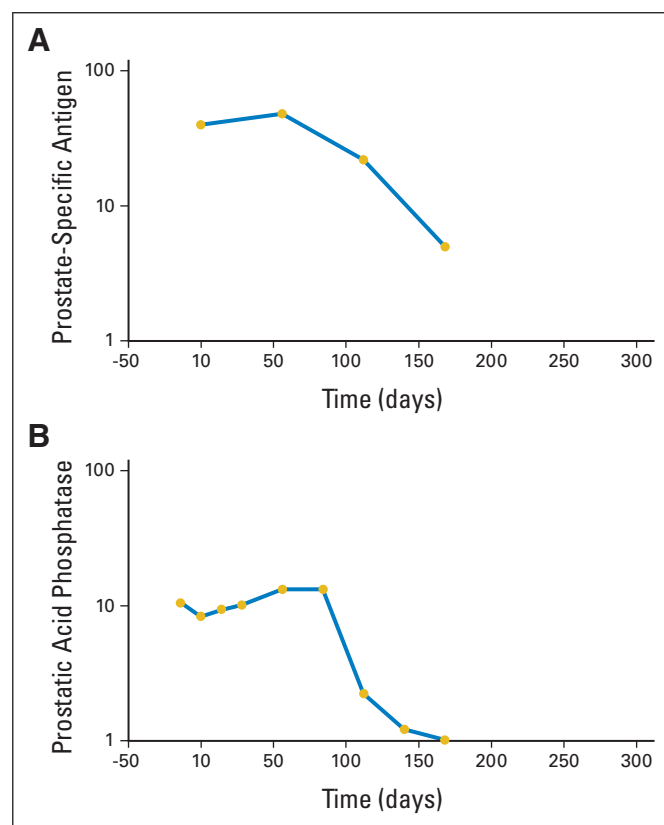 A
Prostate-Specific Antigen
100
10
1
-50 10 50 100 150 200 250 300
Time (days)
B
Prostatic Acid Phosphatase
100
10
1
-50 10 50 100 150 200 250 300
Time (days)